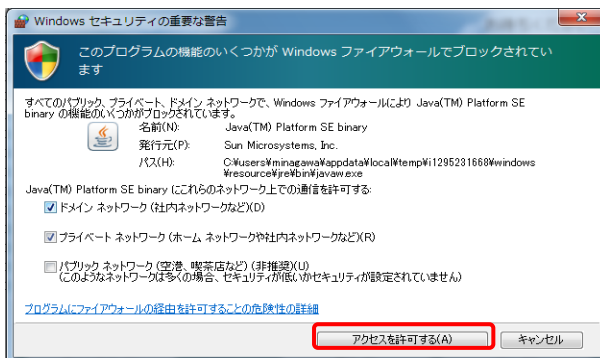 Windows セキュリティの重要な警告
このプログラムの機能のいくつかが Windows ファイアウォールでブロックされてい
ます
すべてのパブリック、プライベート、ドメイン ネットワークで、Windows ファイアウォールにより Java(TM) Platform SE
binary の機能のいくつかがブロックされています。
名前(N): Java(TM) Platform SE binary
発行元(P): Sun Microsystems, Inc.
パス(H): C:¥users¥minagawa¥appdata¥local¥temp¥i1295231668¥windows
¥resource¥jre¥bin¥javaw.exe
Java(TM) Platform SE binary にこれらのネットワーク上での通信を許可する:
ドメイン ネットワーク (社内ネットワークなど)(D)
プライベート ネットワーク (ホーム ネットワークや社内ネットワークなど)(R)
パブリック ネットワーク (空港、喫茶店など) (非推奨)(U)
(このようなネットワークは多くの場合、セキュリティが低いかセキュリティが設定されていません)
プログラムにファイアウォールの経由を許可することの危険性の詳細
アクセスを許可する(A) キャンセル